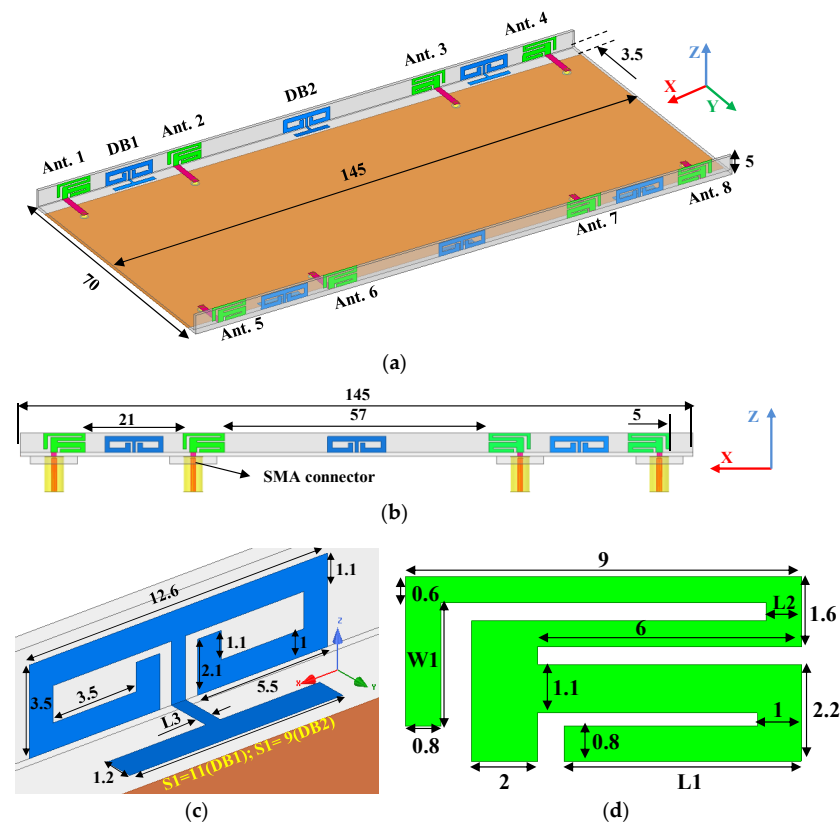 Ant. 4
Ant. 3
3.5
Z
X
Y
DB2
Ant. 2
DB1
Ant. 1
145
5
Ant. 8
Ant. 7
70
Ant. 6
Ant. 5
(a)
145
21
57
5
Z
X
SMA connector
(b)
12.6
1.1
Z
X
Y
1.1
1
2.1
3.5
3.5
5.5
L3
1.2
S1=11(DB1); S1= 9(DB2)
(c)
9
0.6
L2
1.6
6
W1
1.1
2.2
1
0.8
0.8
2
L1
(d)